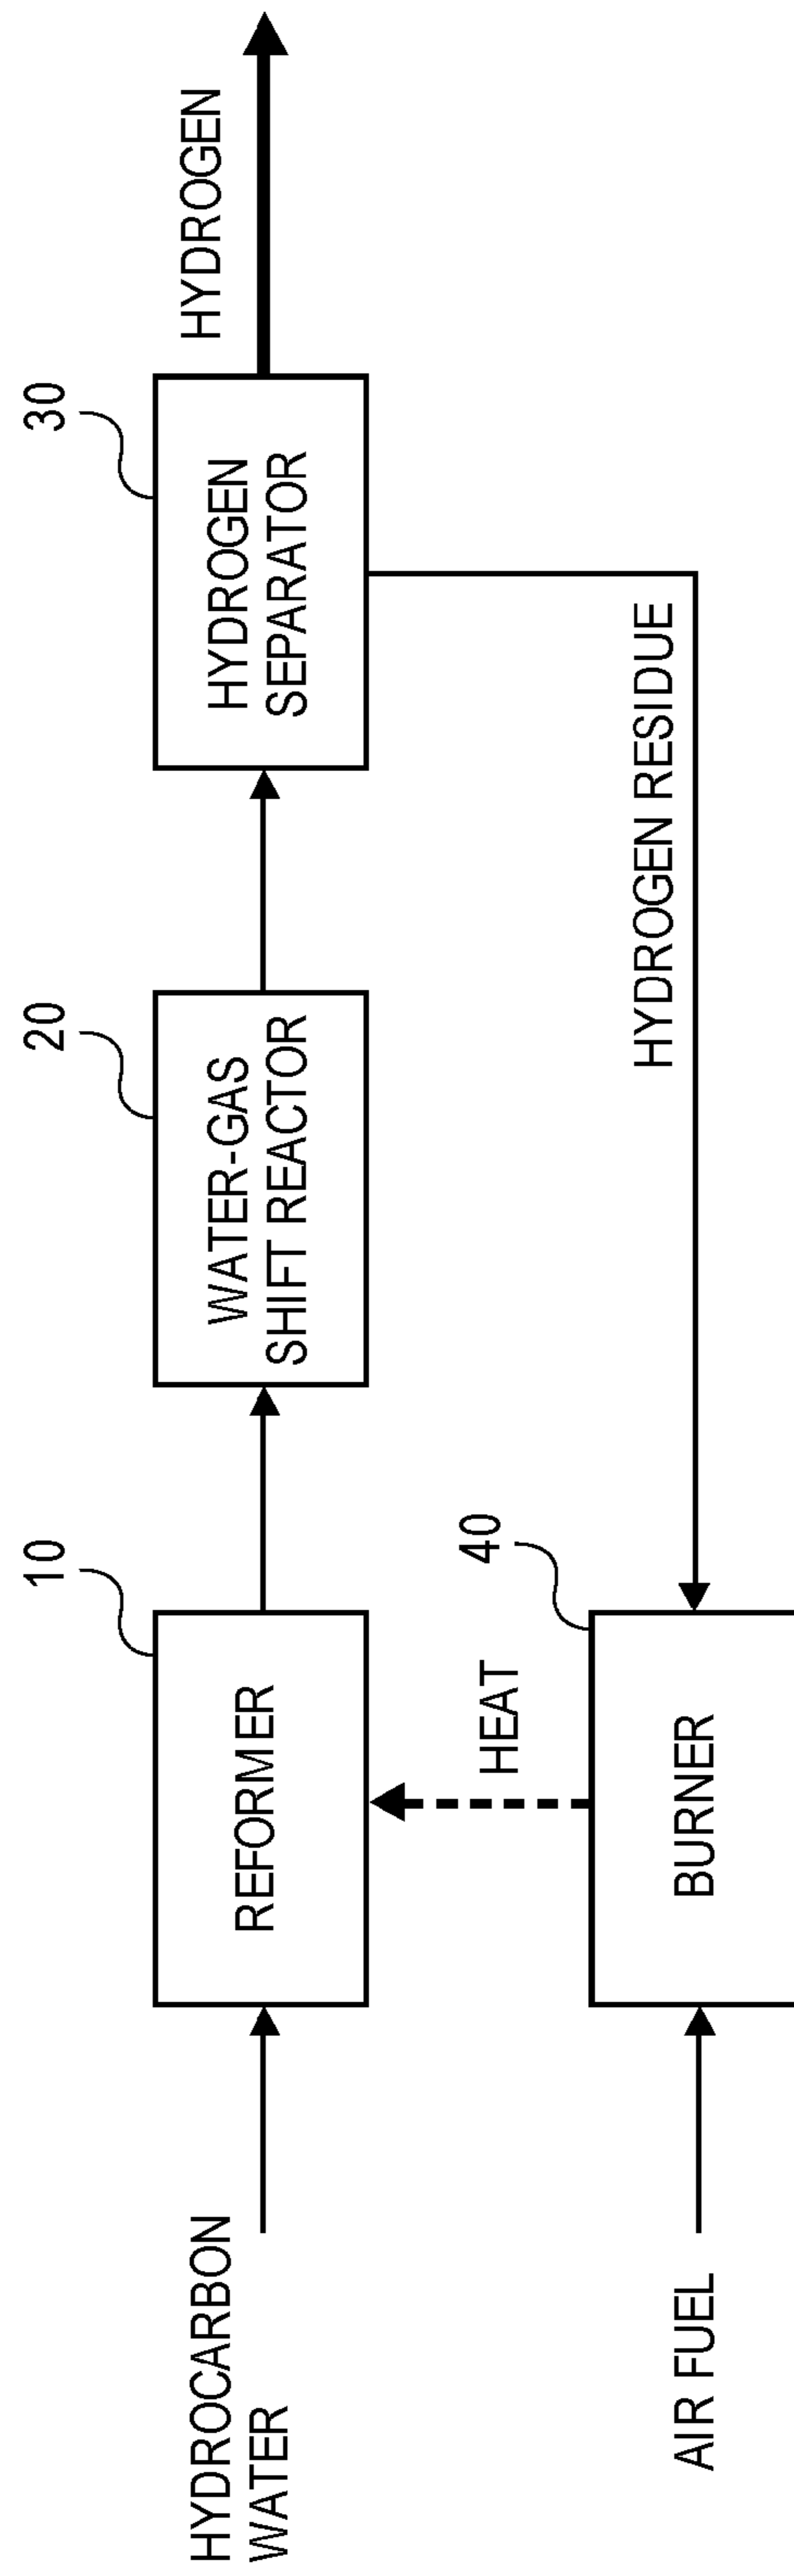 10
20
30
HYDROCARBON
WATER
REFORMER
WATER-GAS
SHIFT REACTOR
HYDROGEN
SEPARATOR
HYDROGEN
HEAT
40
AIR FUEL
BURNER
HYDROGEN RESIDUE